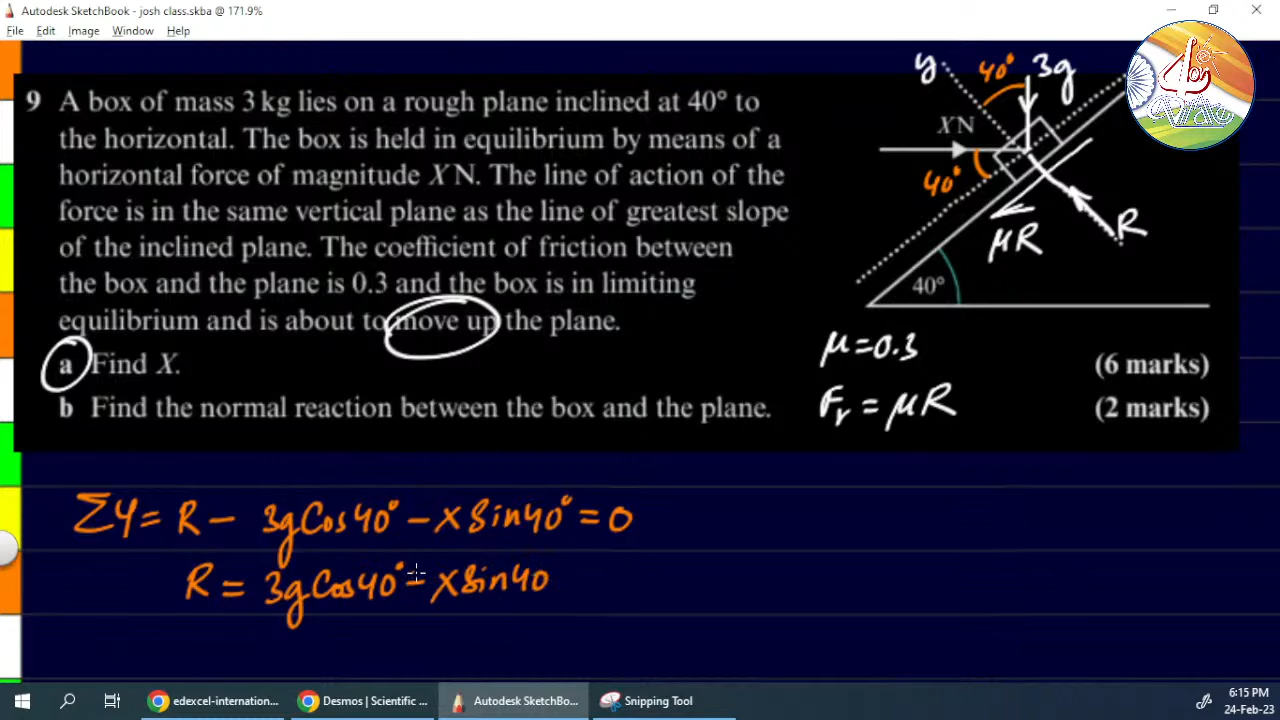 Autodesk SketchBook - josh class.skba @ 171.9%
File Edit Image Window Help
9 A box of mass 3 kg lies on a rough plane inclined at 40° to
the horizontal. The box is held in equilibrium by means of a
horizontal force of magnitude X N. The line of action of the
force is in the same vertical plane as the line of greatest slope
of the inclined plane. The coefficient of friction between
the box and the plane is 0.3 and the box is in limiting
equilibrium and is about to move up the plane.
a Find X. (6 marks)
b Find the normal reaction between the box and the plane. (2 marks)
y 40° 3g
X N
40°
μR R
40°
μ=0.3
Fr = μR
ΣY= R - 3gCos40° - XSin40° = 0
R = 3gCos40° - XSin40
edexcel-internation... Desmos | Scientific ... Autodesk SketchBo... Snipping Tool
6:15 PM
24-Feb-23